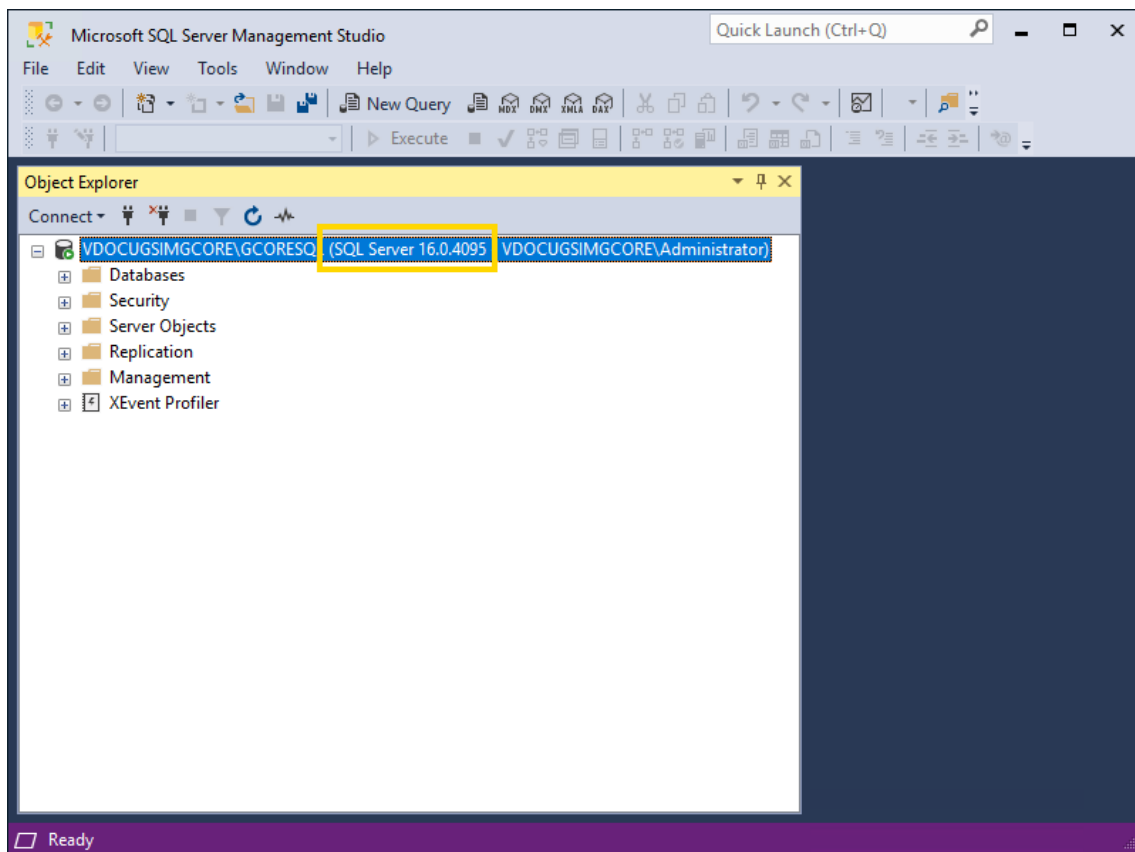 Microsoft SQL Server Management Studio
Quick Launch (Ctrl+Q)
File Edit View Tools Window Help
New Query MDX DMX XMLA DAX
Execute
Object Explorer
Connect
VDOCUGSIMGCORE\GCORESQL (SQL Server 16.0.4095 VDOCUGSIMGCORE\Administrator)
Databases
Security
Server Objects
Replication
Management
XEvent Profiler
Ready